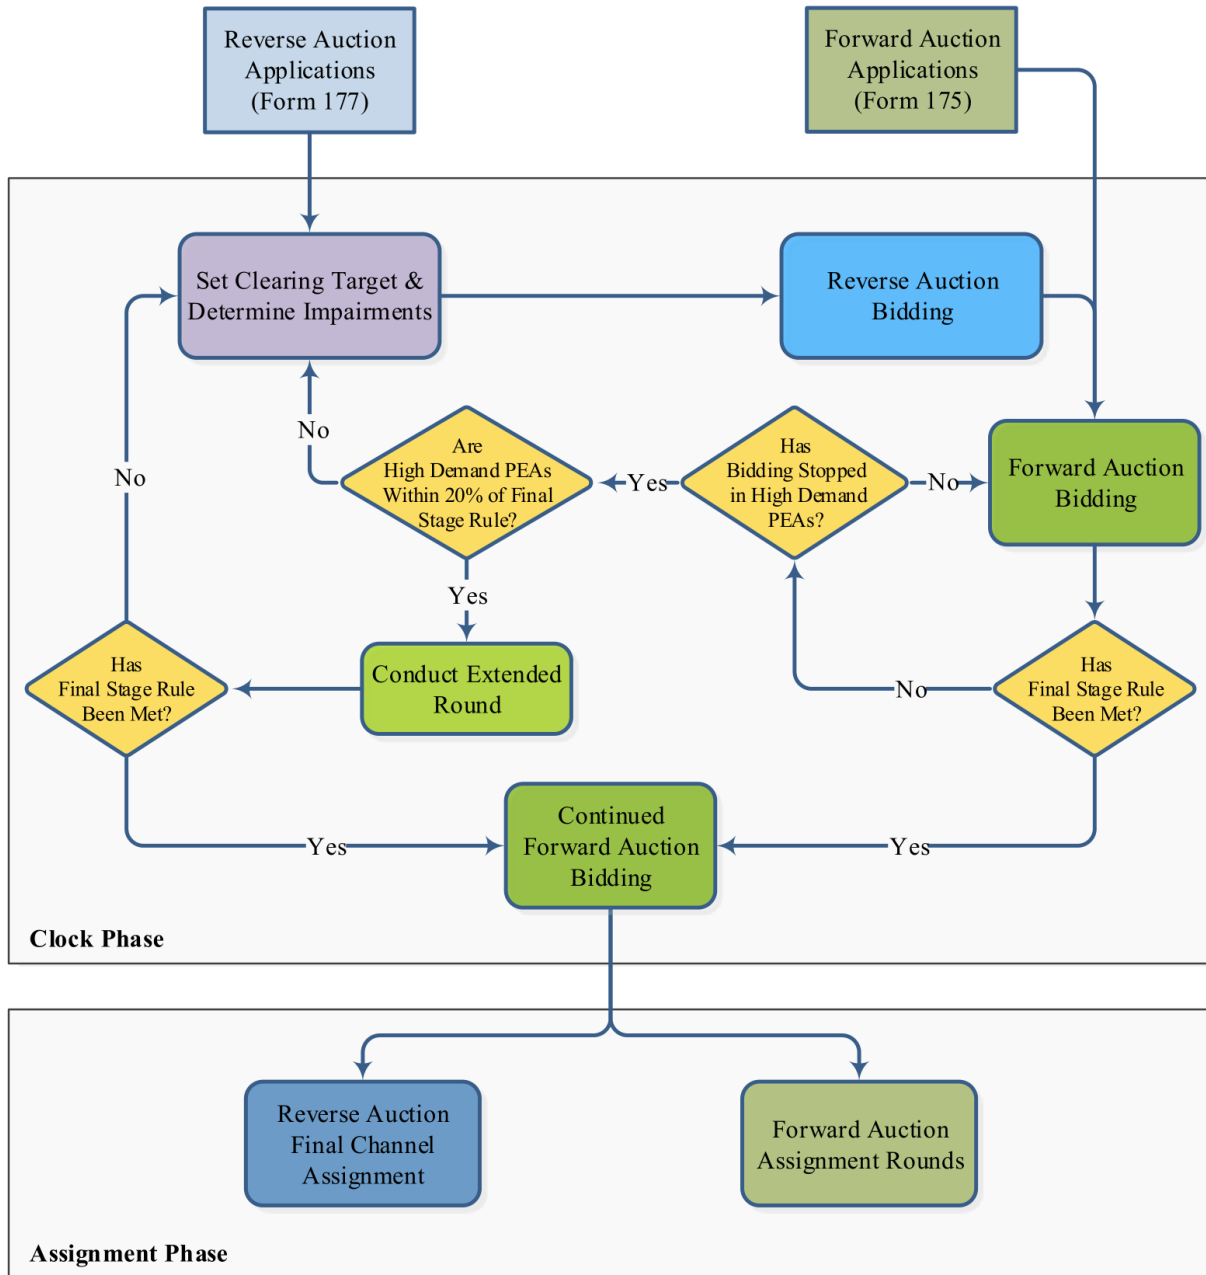 Reverse Auction
Applications
(Form 177)
Forward Auction
Applications
(Form 175)
Set Clearing Target &
Determine Impairments
Reverse Auction
Bidding
No
Are
High Demand PEAs
Within 20% of Final
Stage Rule?
Yes
Has
Bidding Stopped
in High Demand
PEAs?
No
Forward Auction
Bidding
No
Yes
Has
Final Stage Rule
Been Met?
Conduct Extended
Round
No
Has
Final Stage Rule
Been Met?
Yes
Continued
Forward Auction
Bidding
Yes
Clock Phase
Reverse Auction
Final Channel
Assignment
Forward Auction
Assignment Rounds
Assignment Phase